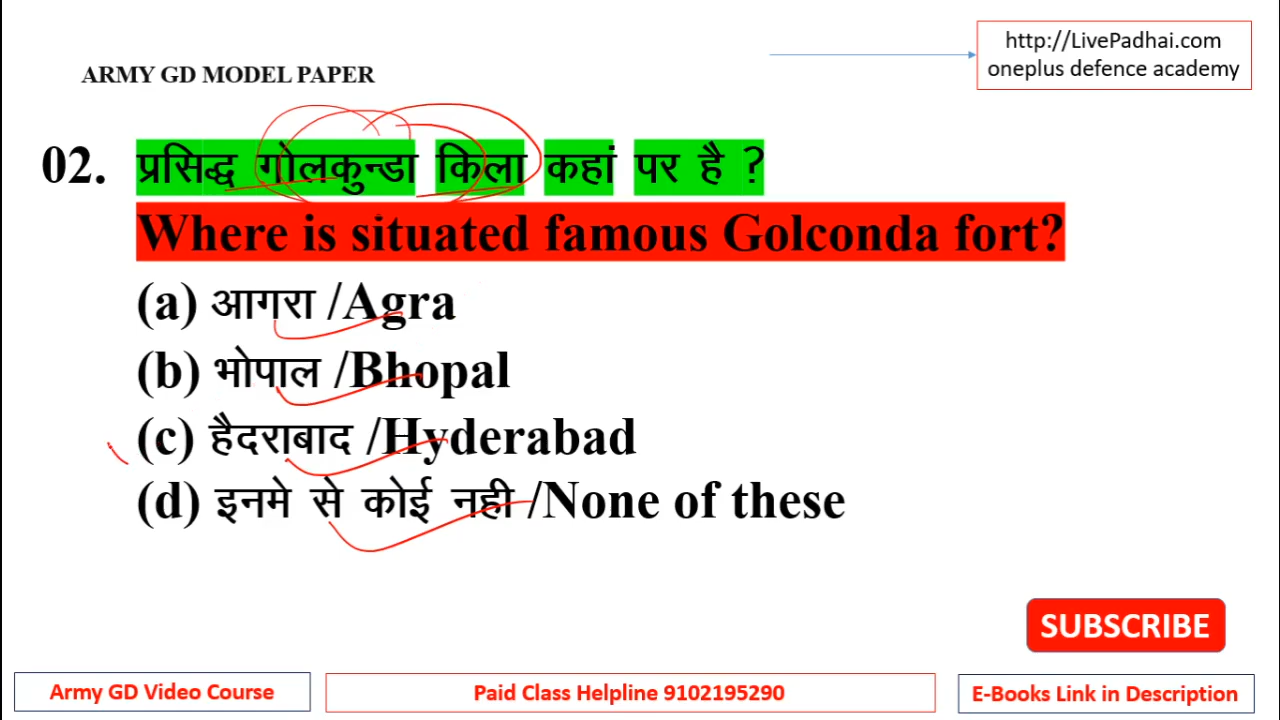 http://LivePadhai.com
oneplus defence academy
ARMY GD MODEL PAPER
02. प्रसिद्ध गोलकुन्डा किला कहां पर है ?
Where is situated famous Golconda fort?
(a) आगरा /Agra
(b) भोपाल /Bhopal
(c) हैदराबाद /Hyderabad
(d) इनमे से कोई नही /None of these
SUBSCRIBE
Army GD Video Course
Paid Class Helpline 9102195290
E-Books Link in Description